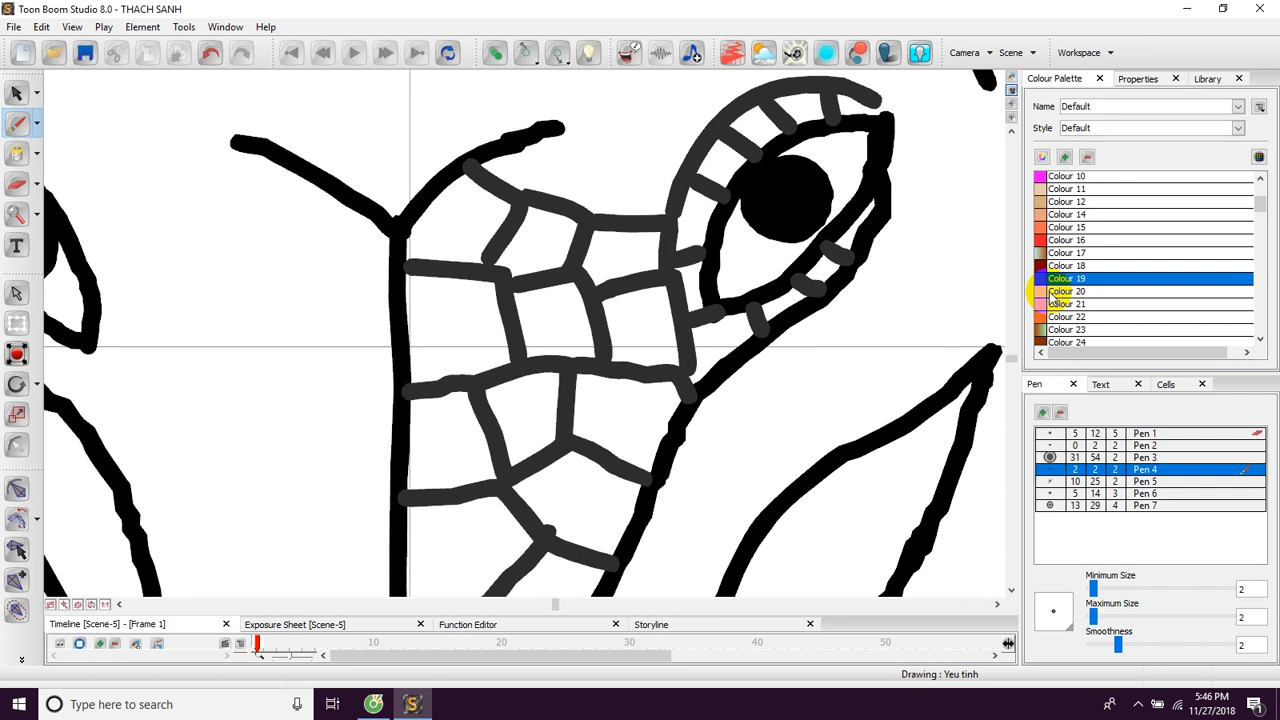 Toon Boom Studio 8.0 - THACH SANH
File Edit View Play Element Tools Options Window Help
Camera Scene Workspace
Colour Palette Properties Library
Name Default
Style Default
Colour 10
Colour 11
Colour 12
Colour 14
Colour 15
Colour 16
Colour 17
Colour 18
Colour 19
Colour 20
Colour 21
Colour 22
Colour 23
Colour 24
Pen Text Cells
5 12 5 Pen 1
0 2 2 Pen 2
31 54 2 Pen 3
2 2 2 Pen 4
10 25 2 Pen 5
5 14 3 Pen 6
13 29 4 Pen 7
Minimum Size
2
Maximum Size
2
Smoothness
2
Timeline [Scene-5] - [Frame 1] Exposure Sheet [Scene-5] Function Editor Storyline
10 20 30 40 50
Drawing : Yeu tinh
Type here to search
5:46 PM
11/27/2018